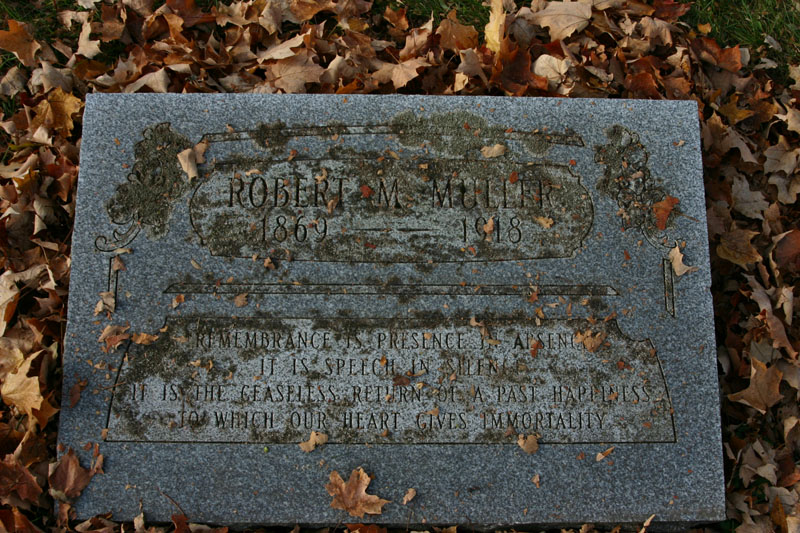 ROBERT M. MULLER
1869 — — 1918
REMEMBRANCE IS PRESENCE IN ABSENCE
IT IS SPEECH IN SILENCE
IT IS THE CEASELESS RETURN OF A PAST HAPPINESS
TO WHICH OUR HEART GIVES IMMORTALITY